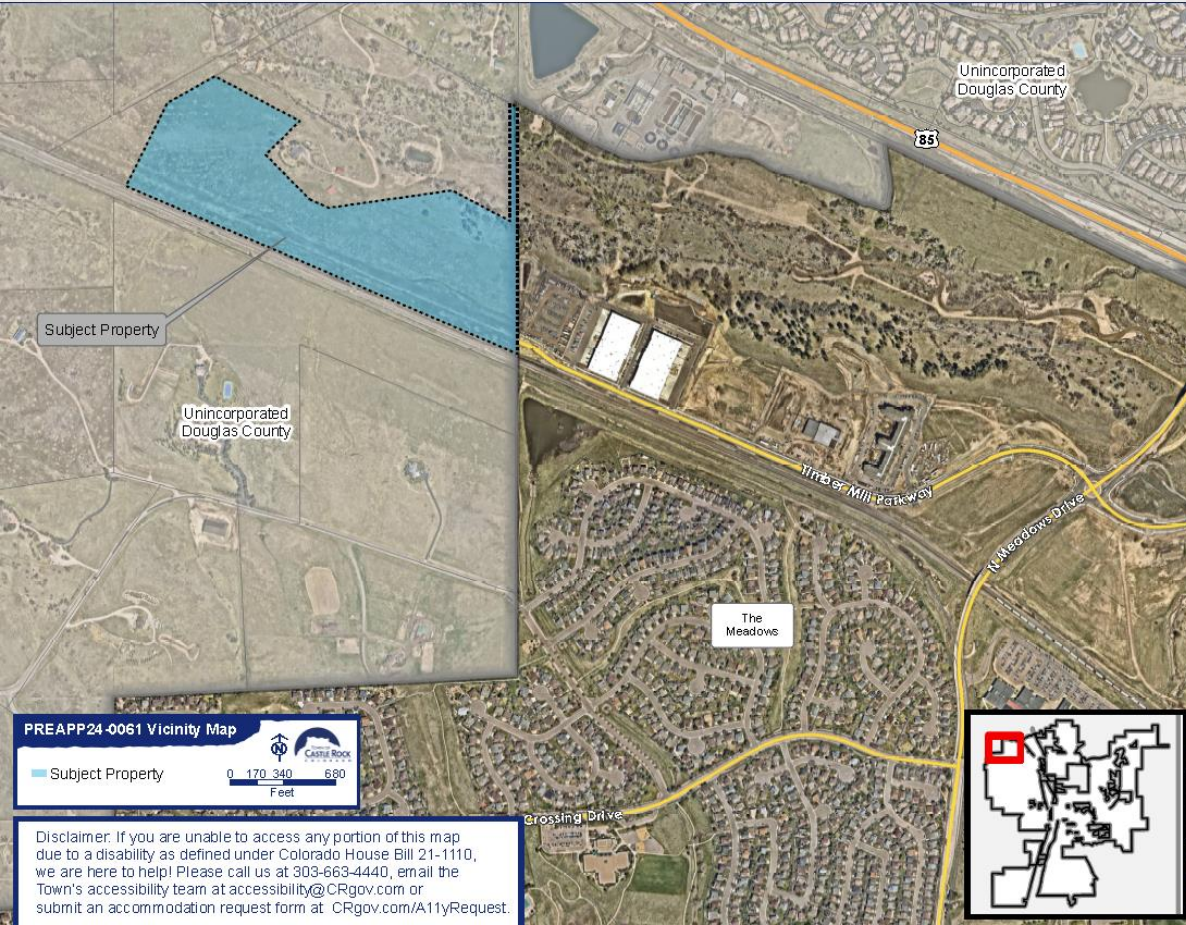 Unincorporated
Douglas County
85
Subject Property
Unincorporated
Douglas County
Timber Mill Parkway
N Meadows Drive
The
Meadows
PREAPP24-0061 Vicinity Map
N
CASTLE ROCK
COLORADO
Subject Property
0 170 340 680
Feet
Crossing Drive
Disclaimer: If you are unable to access any portion of this map
due to a disability as defined under Colorado House Bill 21-1110,
we are here to help! Please call us at 303-663-4440, email the
Town's accessibility team at accessibility@CRgov.com or
submit an accommodation request form at CRgov.com/A11yRequest.